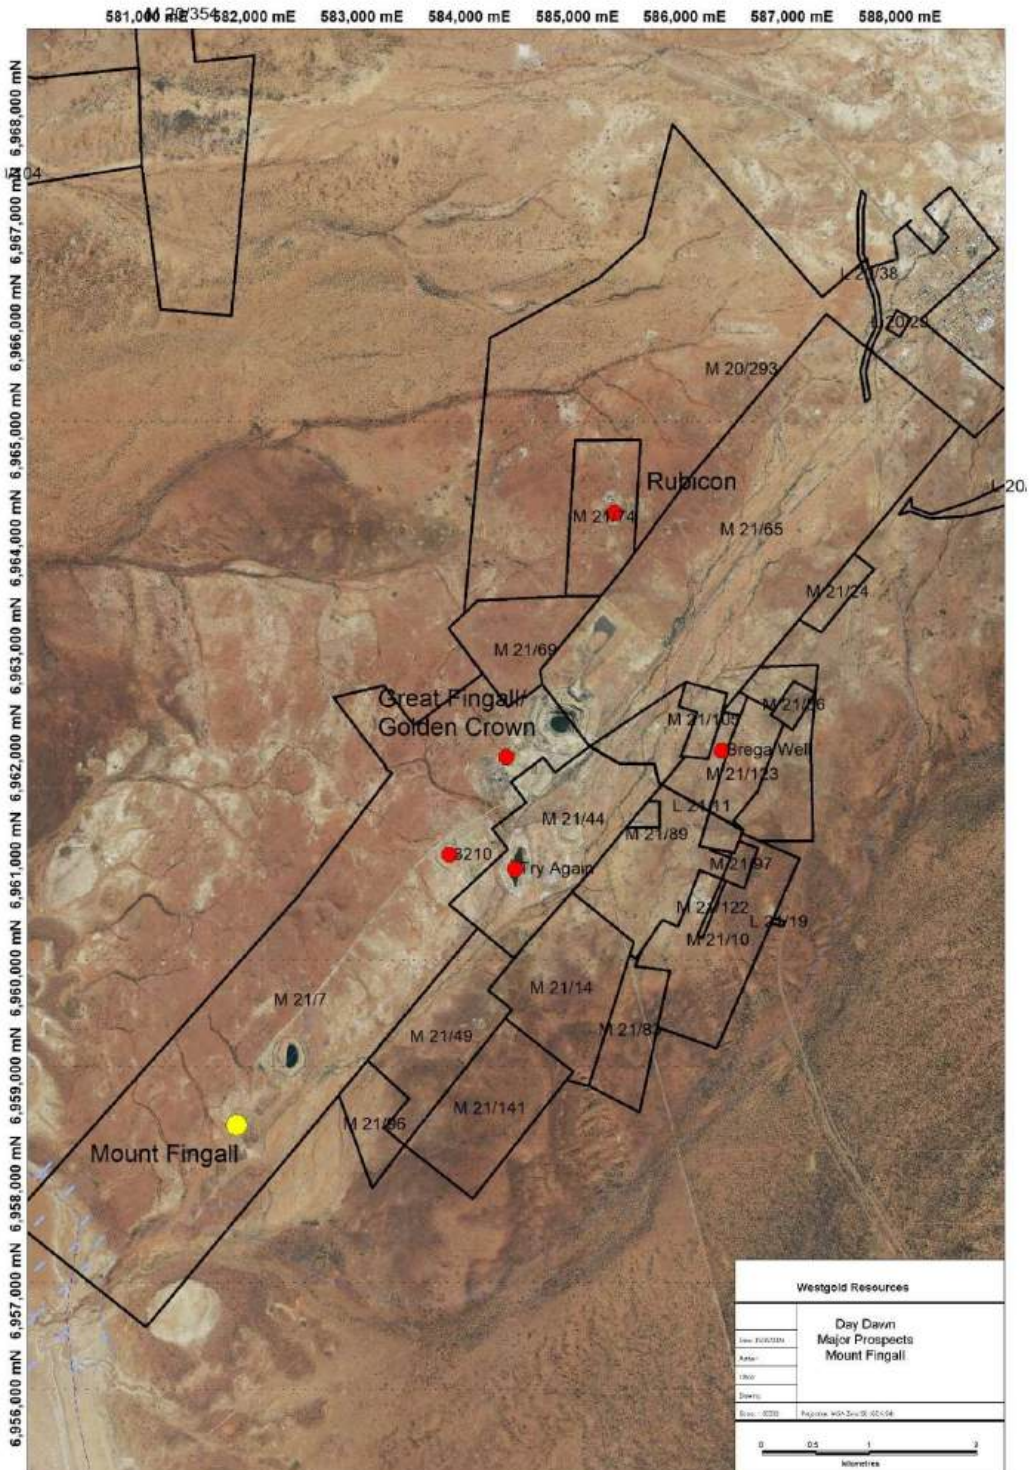 581,000 mE
582,000 mE
583,000 mE
584,000 mE
585,000 mE
586,000 mE
587,000 mE
588,000 mE
M 20/354
6,968,000 mN
6,967,000 mN
6,966,000 mN
6,965,000 mN
6,964,000 mN
6,963,000 mN
6,962,000 mN
6,961,000 mN
6,960,000 mN
6,959,000 mN
6,958,000 mN
6,957,000 mN
6,956,000 mN
M 20/293
Rubicon
M 21/74
M 21/65
M 21/24
M 21/69
Great Fingall/
Golden Crown
M 21/105
Brega Well
M 21/123
L 21/11
M 21/44
M 21/89
3210
Try Again
M 21/97
M 21/122
L 21/19
M 21/10
M 21/7
M 21/14
M 21/49
M 21/141
M 21/96
Mount Fingall
Westgold Resources
Day Dawn
Major Prospects
Mount Fingall
0 0.5 1 2
kilometres